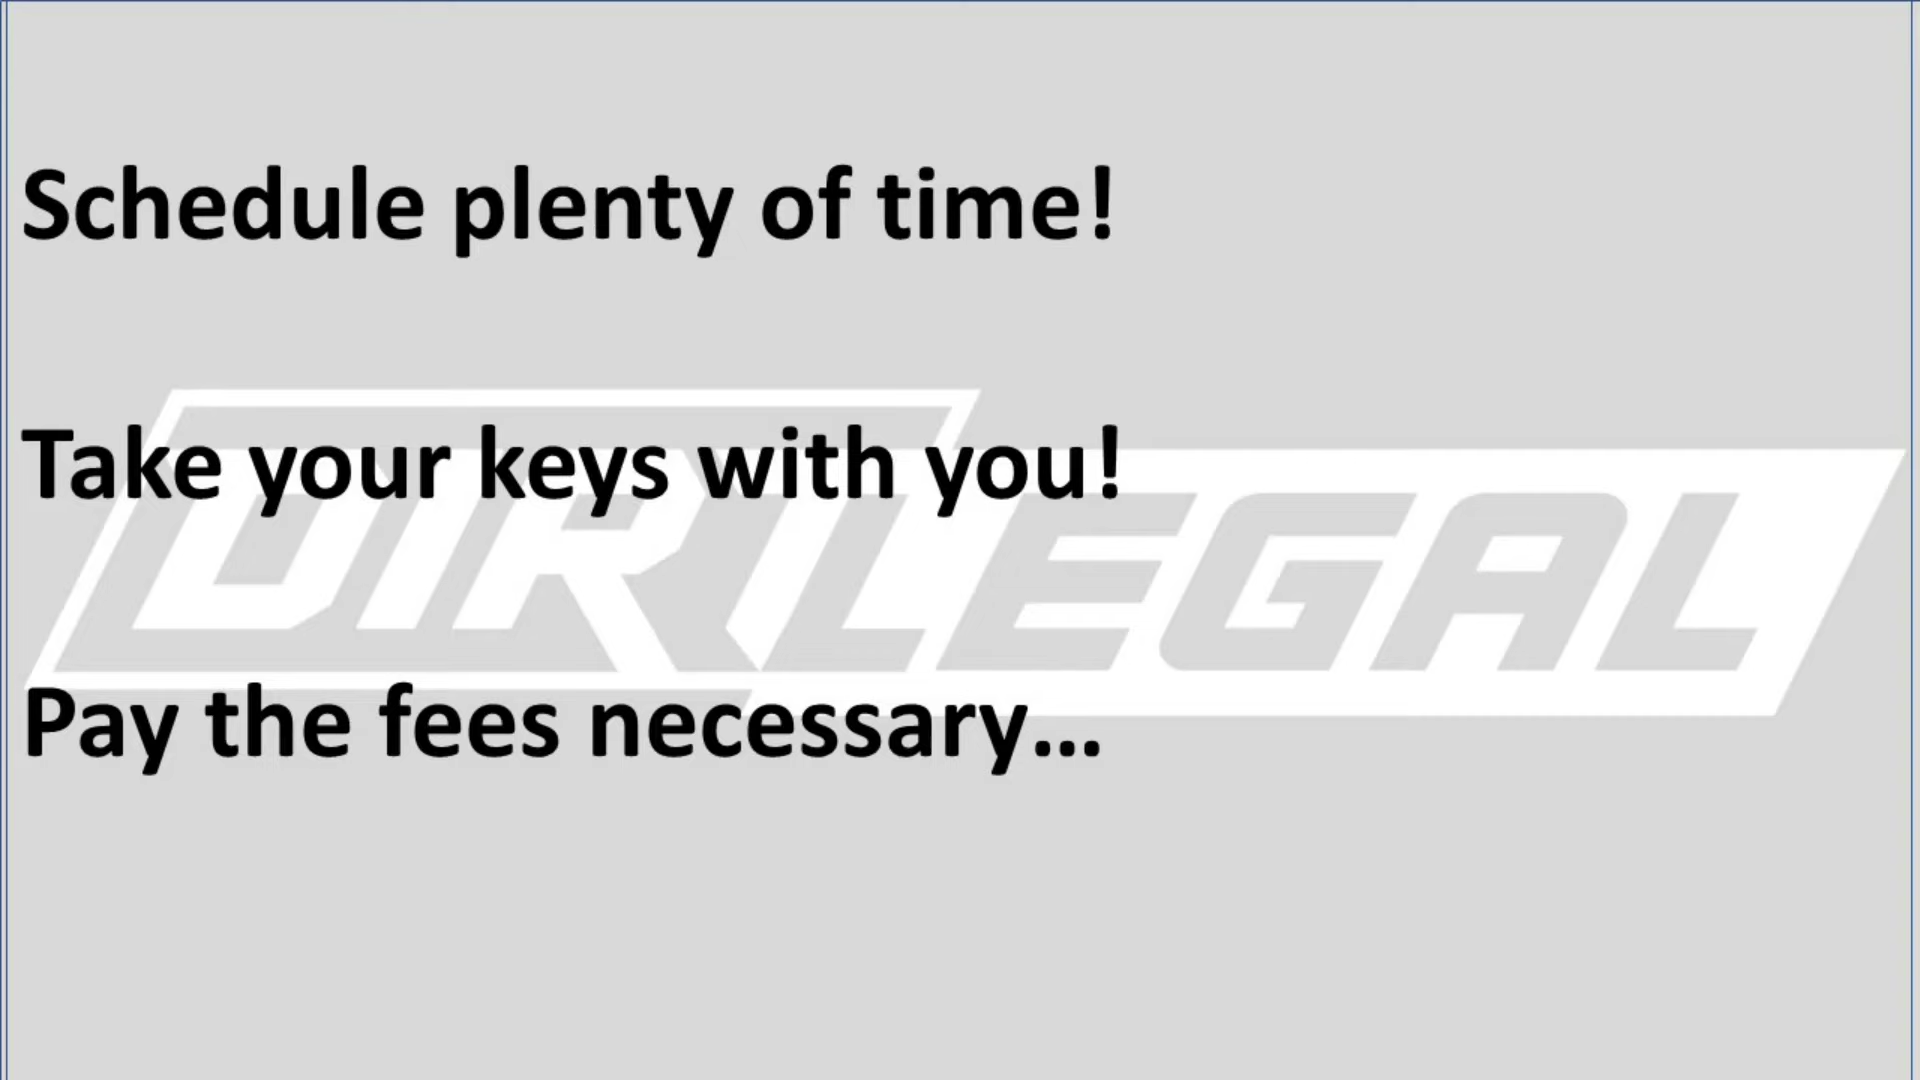 Schedule plenty of time!
Take your keys with you!
DIRTLEGAL
Pay the fees necessary...